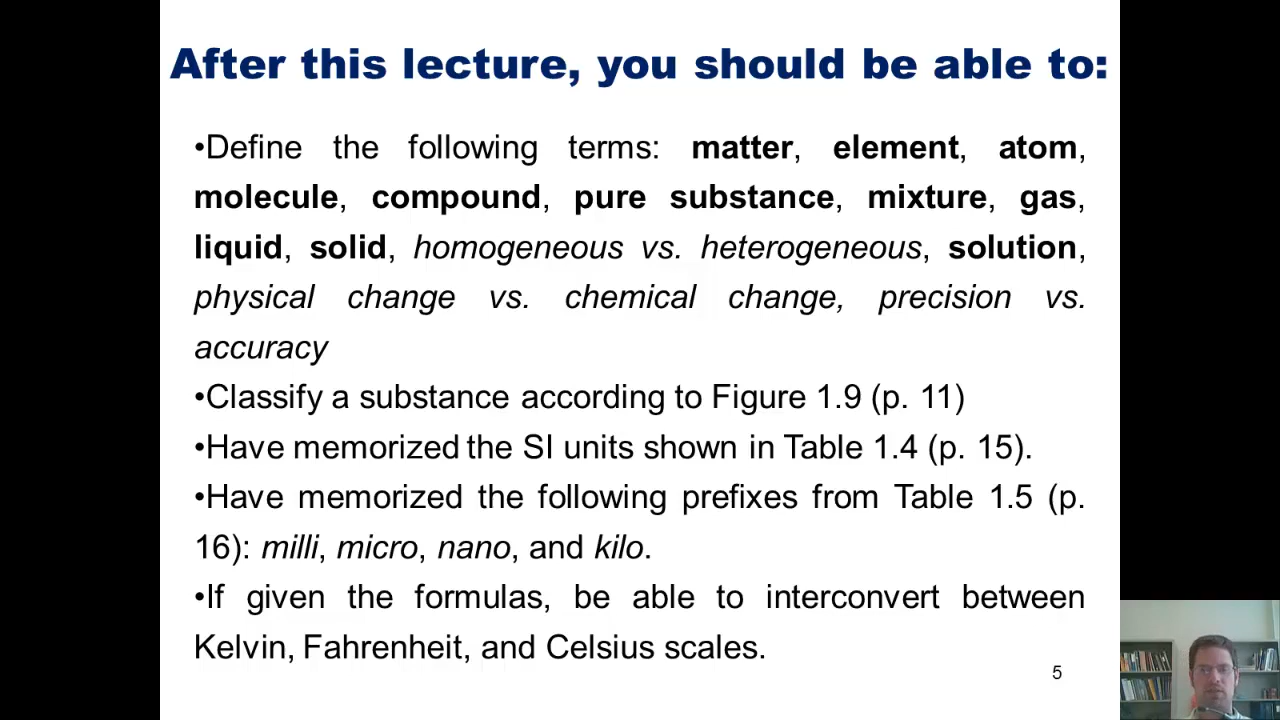 After this lecture, you should be able to:
•Define the following terms: matter, element, atom,
molecule, compound, pure substance, mixture, gas,
liquid, solid, homogeneous vs. heterogeneous, solution,
physical change vs. chemical change, precision vs.
accuracy
•Classify a substance according to Figure 1.9 (p. 11)
•Have memorized the SI units shown in Table 1.4 (p. 15).
•Have memorized the following prefixes from Table 1.5 (p.
16): milli, micro, nano, and kilo.
•If given the formulas, be able to interconvert between
Kelvin, Fahrenheit, and Celsius scales.
5